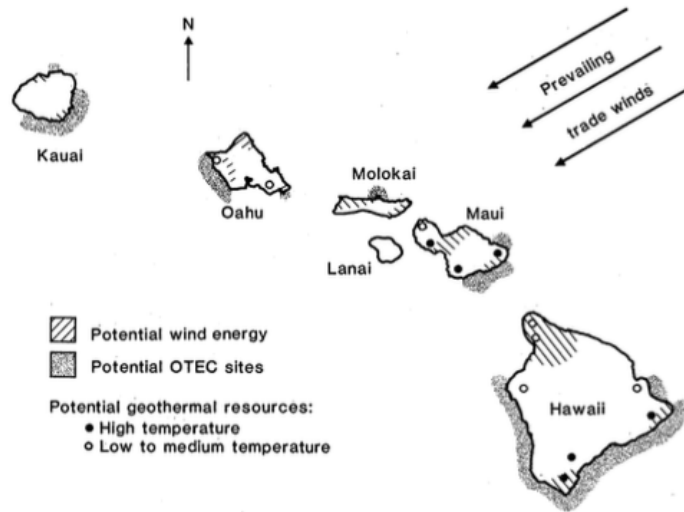 N
Prevailing
trade winds
Kauai
Oahu
Molokai
Maui
Lanai
Hawaii
Potential wind energy
Potential OTEC sites
Potential geothermal resources:
High temperature
Low to medium temperature